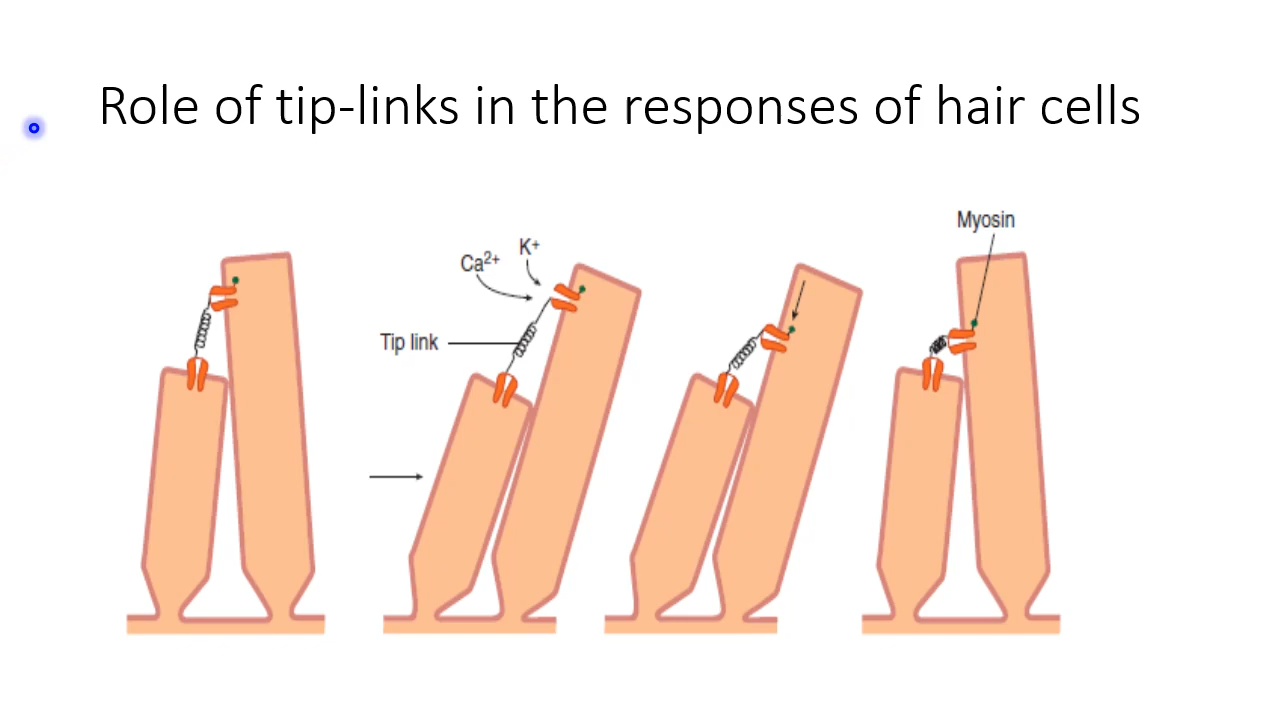 Role of tip-links in the responses of hair cells
Myosin
K+
Ca2+
Tip link